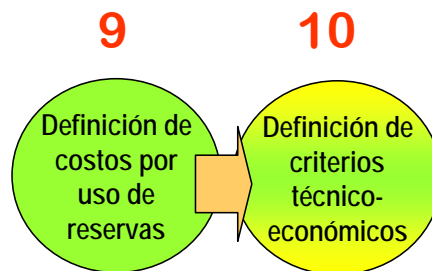 9
10
Definición de
costos por
uso de
reservas
Definición de
criterios
técnico-
económicos